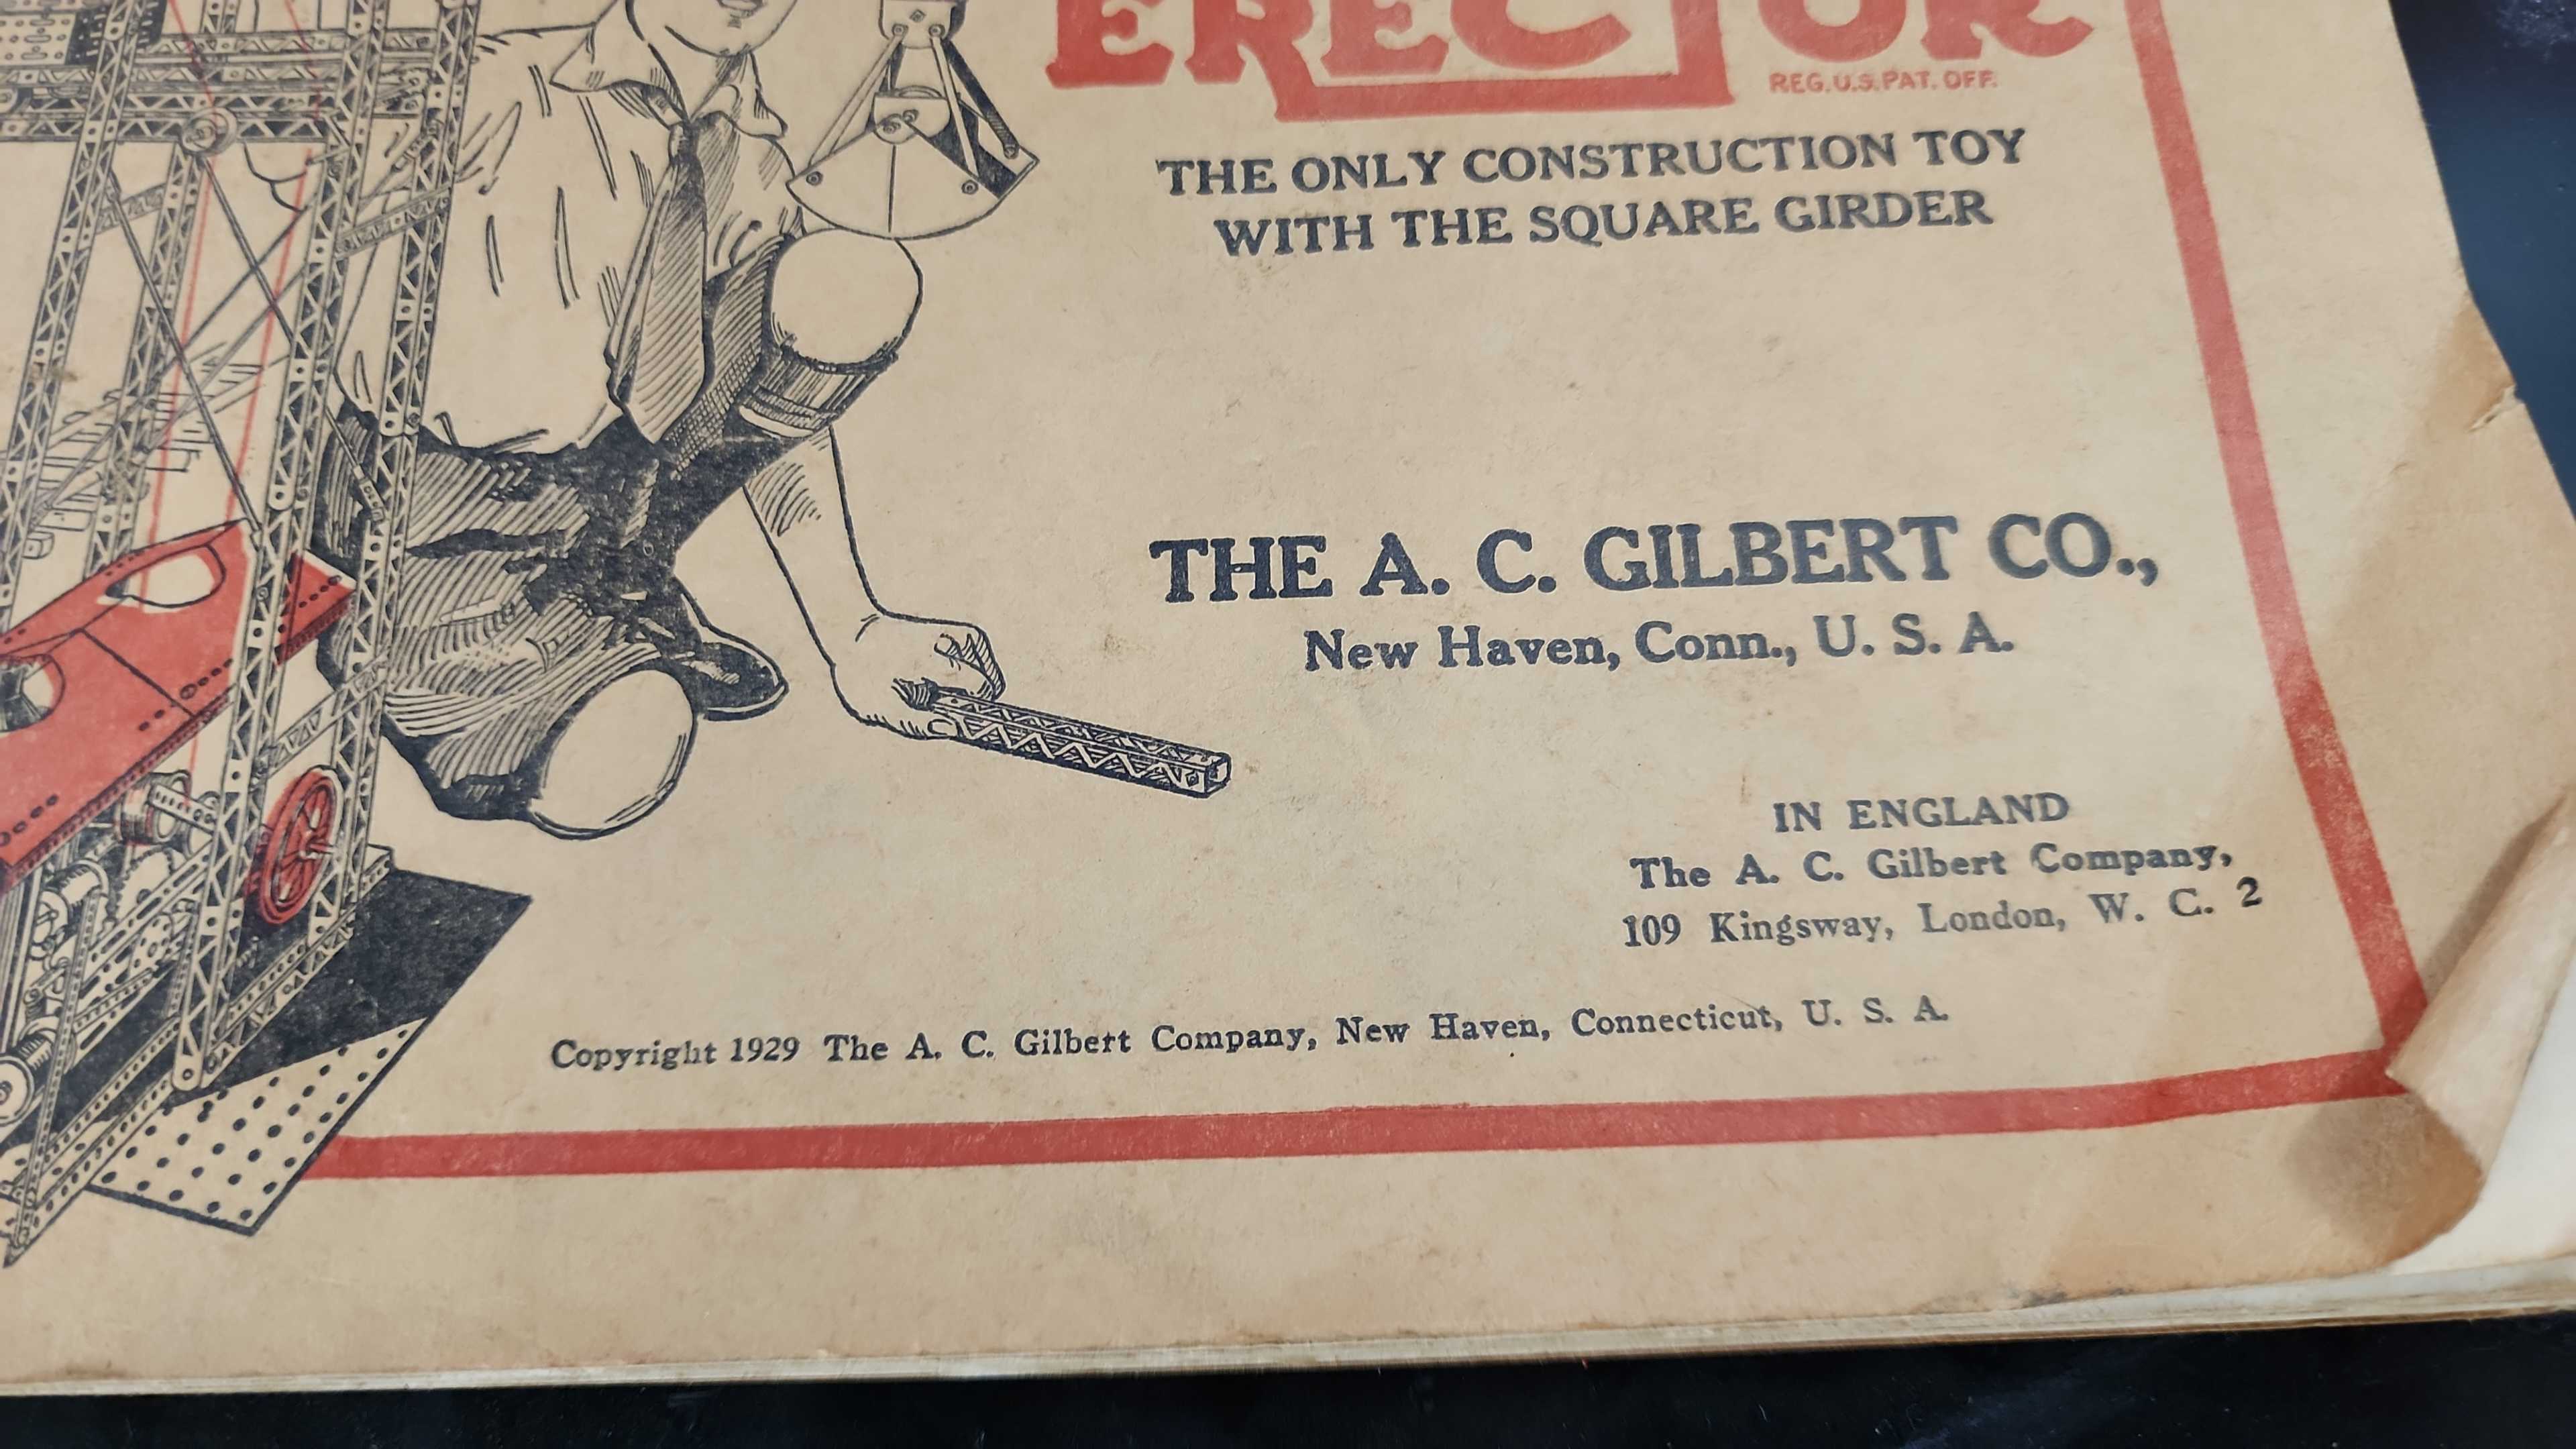 ERECTOR
REG. U.S. PAT. OFF.
THE ONLY CONSTRUCTION TOY
WITH THE SQUARE GIRDER
THE A. C. GILBERT CO.,
New Haven, Conn., U. S. A.
IN ENGLAND
The A. C. Gilbert Company,
109 Kingsway, London, W. C. 2
Copyright 1929 The A. C. Gilbert Company, New Haven, Connecticut, U. S. A.